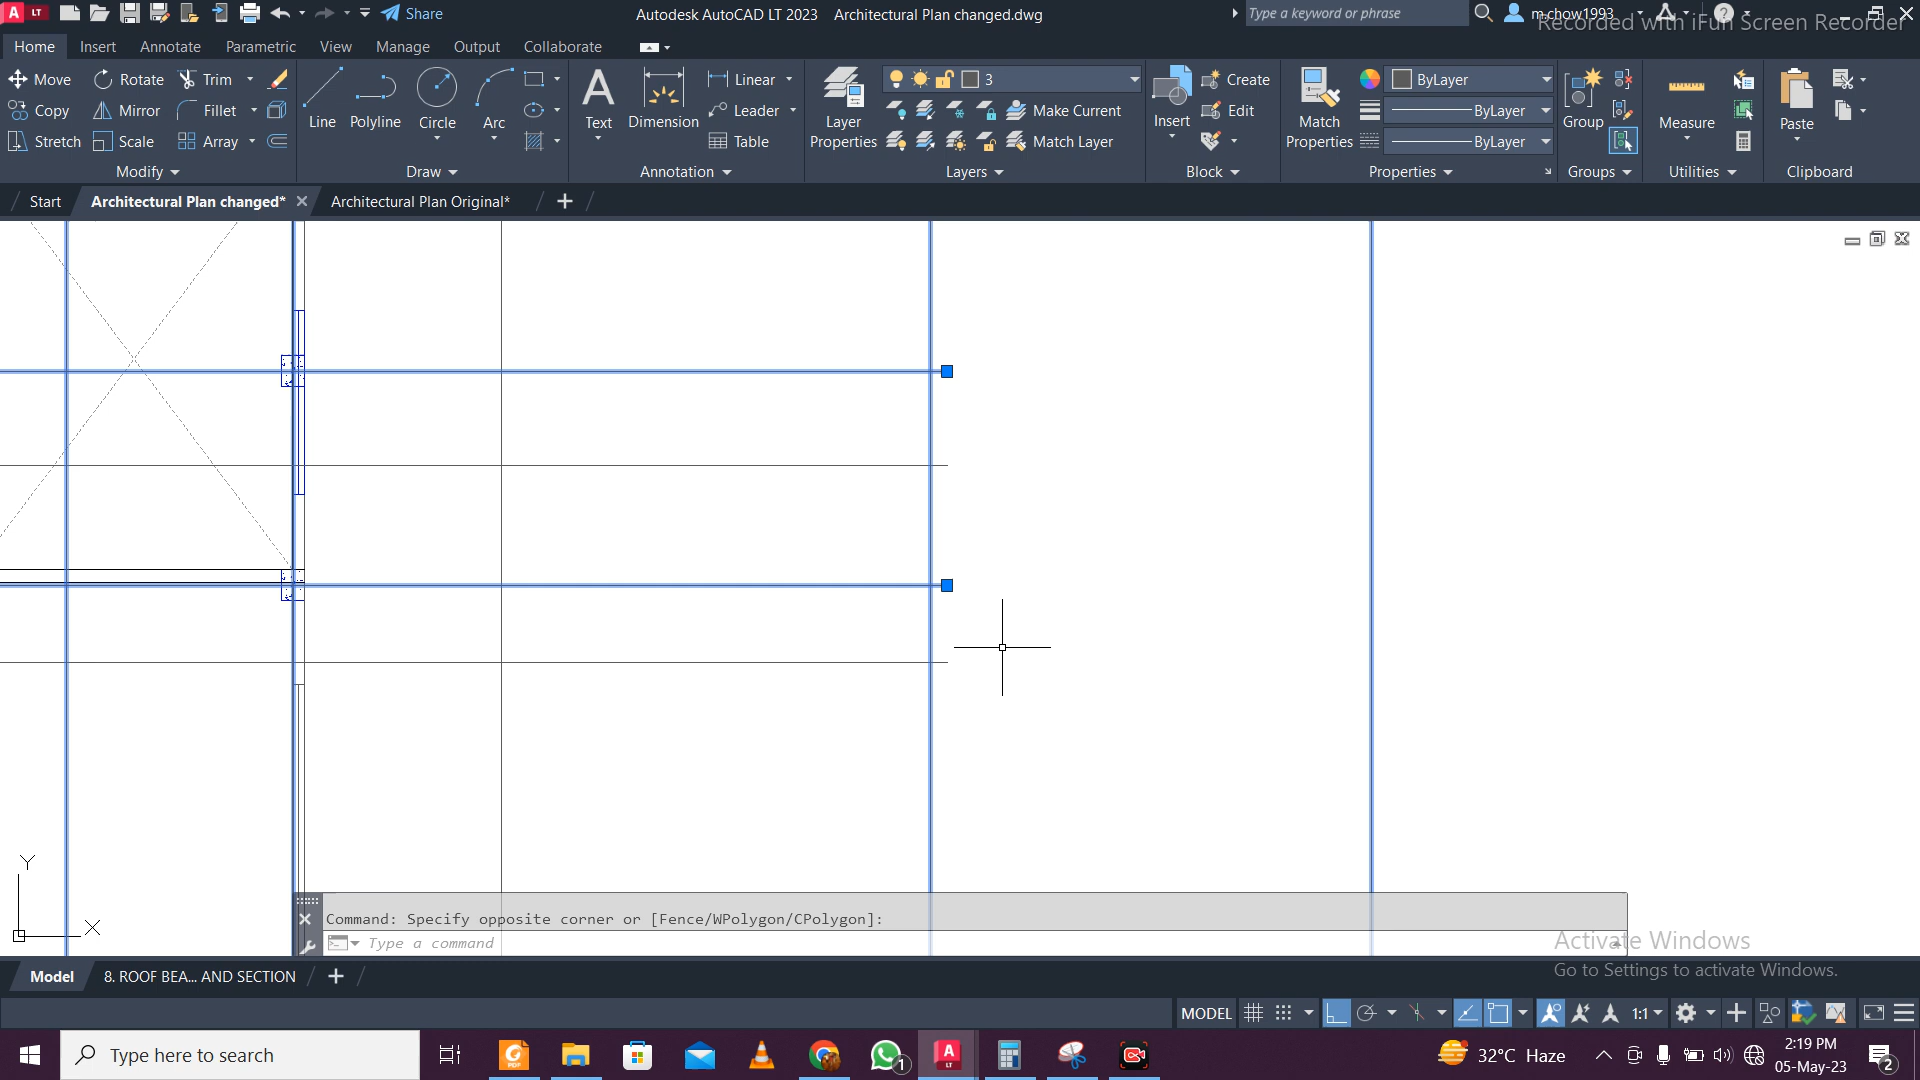 A LT Share Autodesk AutoCAD LT 2023 Architectural Plan changed.dwg Type a keyword or phrase m.chow1993
Recorded with iFun Screen Recorder
Home Insert Annotate Parametric View Manage Output Collaborate
Move Rotate Trim Linear 3 Create ByLayer
Copy Mirror Fillet Leader Make Current Edit ByLayer
Line Polyline Circle Arc Text Dimension Layer Properties Insert Match Properties Group Measure Paste
Stretch Scale Array Table Match Layer ByLayer
Modify Draw Annotation Layers Block Properties Groups Utilities Clipboard
Start Architectural Plan changed* Architectural Plan Original*
Y
X
Command: Specify opposite corner or [Fence/WPolygon/CPolygon]:
Type a command
Activate Windows
Go to Settings to activate Windows.
Model 8. ROOF BEA... AND SECTION
MODEL 1:1
Type here to search
PDF
1
A LT
32°C Haze
2:19 PM
05-May-23
2